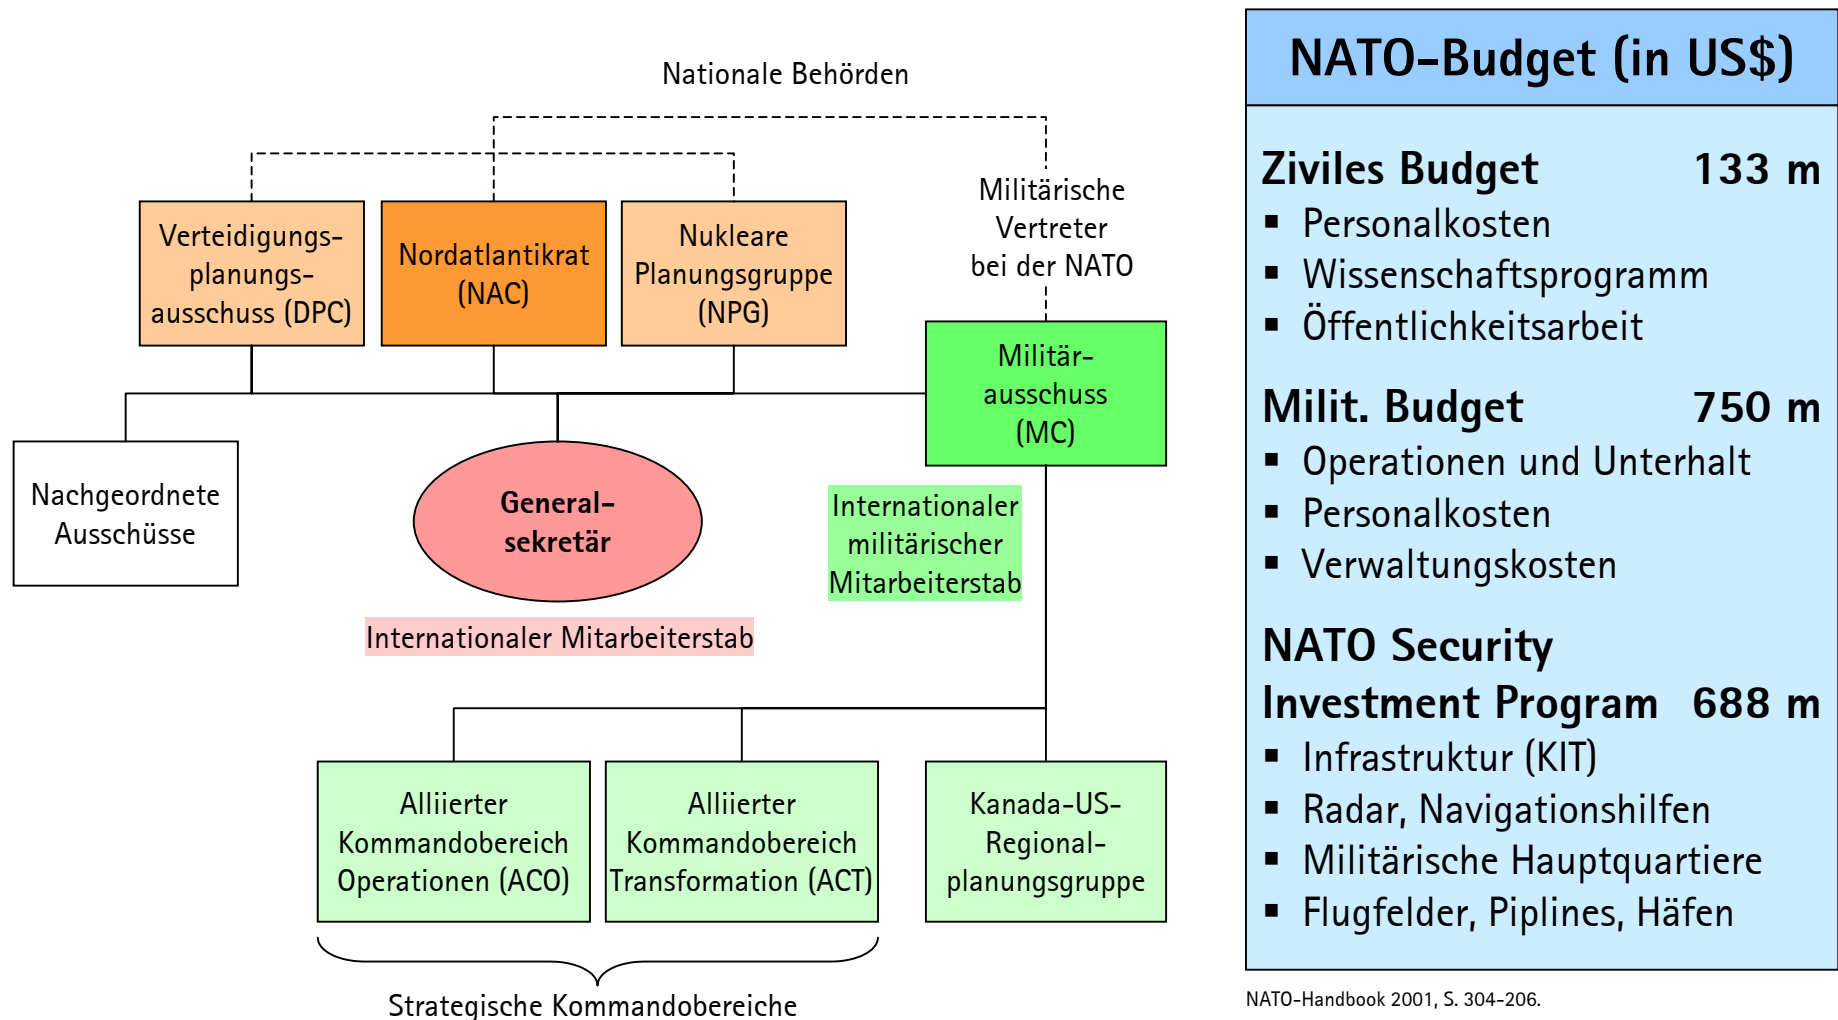 Nationale Behörden
Militärische
Vertreter
bei der NATO
Verteidigungs-
planungs-
ausschuss (DPC)
Nordatlantikrat
(NAC)
Nukleare
Planungsgruppe
(NPG)
Militär-
ausschuss
(MC)
Nachgeordnete
Ausschüsse
General-
sekretär
Internationaler
militärischer
Mitarbeiterstab
Internationaler Mitarbeiterstab
Alliierter
Kommandobereich
Operationen (ACO)
Alliierter
Kommandobereich
Transformation (ACT)
Kanada-US-
Regional-
planungsgruppe
Strategische Kommandobereiche
NATO-Budget (in US$)
Ziviles Budget 133 m
▪ Personalkosten
▪ Wissenschaftsprogramm
▪ Öffentlichkeitsarbeit
Milit. Budget 750 m
▪ Operationen und Unterhalt
▪ Personalkosten
▪ Verwaltungskosten
NATO Security
Investment Program 688 m
▪ Infrastruktur (KIT)
▪ Radar, Navigationshilfen
▪ Militärische Hauptquartiere
▪ Flugfelder, Piplines, Häfen
NATO-Handbook 2001, S. 304-206.